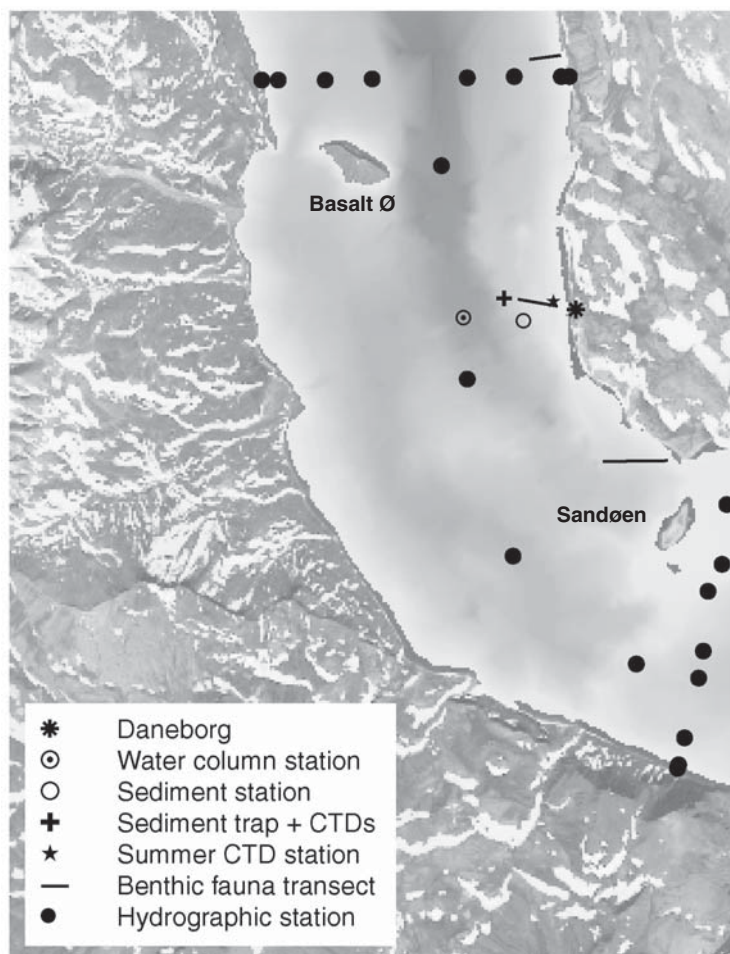 Basalt Ø
Sandøen
Daneborg
Water column station
Sediment station
Sediment trap + CTDs
Summer CTD station
Benthic fauna transect
Hydrographic station